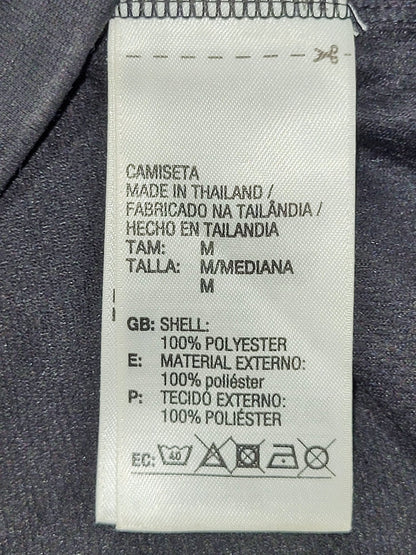 CAMISETA
MADE IN THAILAND /
FABRICADO NA TAILÂNDIA /
HECHO EN TAILANDIA
TAM: M
TALLA: M/MEDIANA
M
GB: SHELL:
100% POLYESTER
E: MATERIAL EXTERNO:
100% poliéster
P: TECIDO EXTERNO:
100% POLIÉSTER
EC: 40